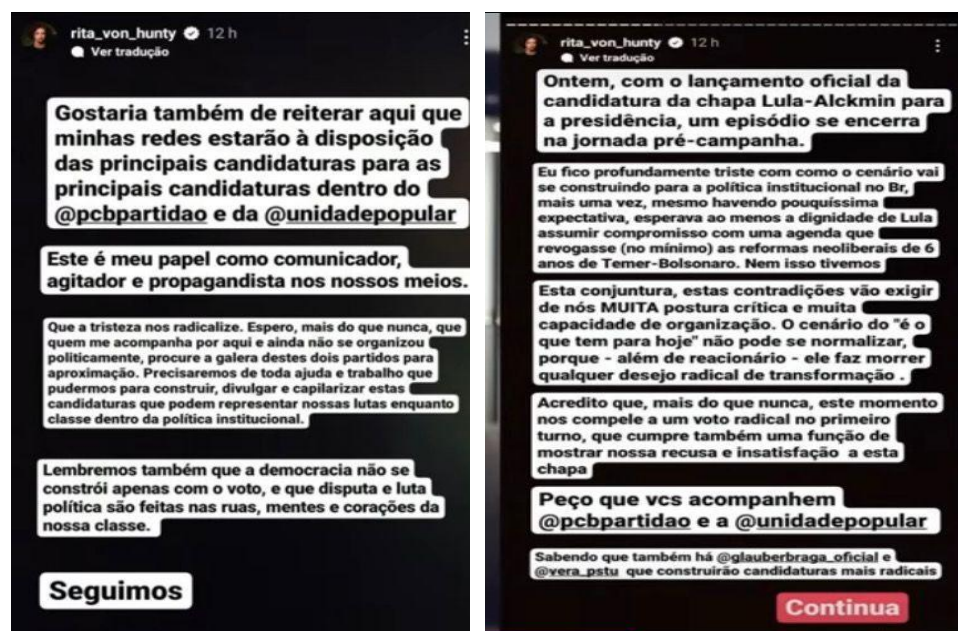 rita_von_hunty 12 h
Ver tradução
Gostaria também de reiterar aqui que
minhas redes estarão à disposição
das principais candidaturas para as
principais candidaturas dentro do
@pcbpartidao e da @unidadepopular
Este é meu papel como comunicador,
agitador e propagandista nos nossos meios.
Que a tristeza nos radicalize. Espero, mais do que nunca, que
quem me acompanha por aqui e ainda não se organizou
politicamente, procure a galera destes dois partidos para
aproximação. Precisaremos de toda ajuda e trabalho que
pudermos para construir, divulgar e capilarizar estas
candidaturas que podem representar nossas lutas enquanto
classe dentro da política institucional.
Lembremos também que a democracia não se
constrói apenas com o voto, e que disputa e luta
política são feitas nas ruas, mentes e corações da
nossa classe.
Seguimos
rita_von_hunty 12 h
Ver tradução
Ontem, com o lançamento oficial da
candidatura da chapa Lula-Alckmin para
a presidência, um episódio se encerra
na jornada pré-campanha.
Eu fico profundamente triste com como o cenário vai
se construindo para a política institucional no Br,
mais uma vez, mesmo havendo pouquíssima
expectativa, esperava ao menos a dignidade de Lula
assumir compromisso com uma agenda que
revogasse (no mínimo) as reformas neoliberais de 6
anos de Temer-Bolsonaro. Nem isso tivemos
Esta conjuntura, estas contradições vão exigir
de nós MUITA postura crítica e muita
capacidade de organização. O cenário do "é o
que tem para hoje" não pode se normalizar,
porque - além de reacionário - ele faz morrer
qualquer desejo radical de transformação .
Acredito que, mais do que nunca, este momento
nos compele a um voto radical no primeiro
turno, que cumpre também uma função de
mostrar nossa recusa e insatisfação a esta
chapa
Peço que vcs acompanhem
@pcbpartidao e a @unidadepopular
Sabendo que também há @glauberbraga_oficial e
@vera_pstu que construirão candidaturas mais radicais
Continua